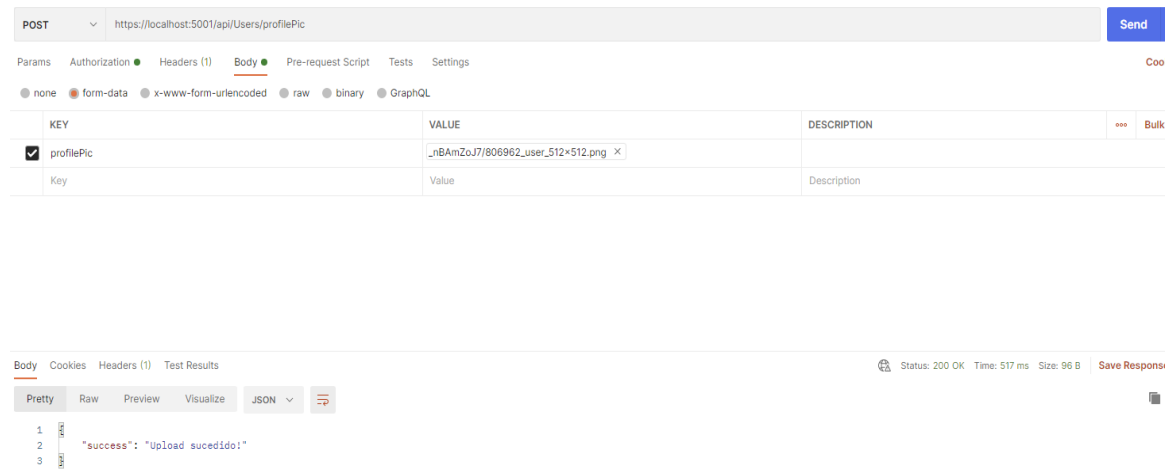 POST https://localhost:5001/api/Users/profilePic Send
Params Authorization Headers (1) Body Pre-request Script Tests Settings Coo
none form-data x-www-form-urlencoded raw binary GraphQL
KEY VALUE DESCRIPTION ooo Bulk
profilePic _nBAmZoJ7/806962_user_512×512.png ×
Key Value Description
Body Cookies Headers (1) Test Results Status: 200 OK Time: 517 ms Size: 96 B Save Response
Pretty Raw Preview Visualize JSON
1 {
2 "success": "Upload sucedido!"
3 }